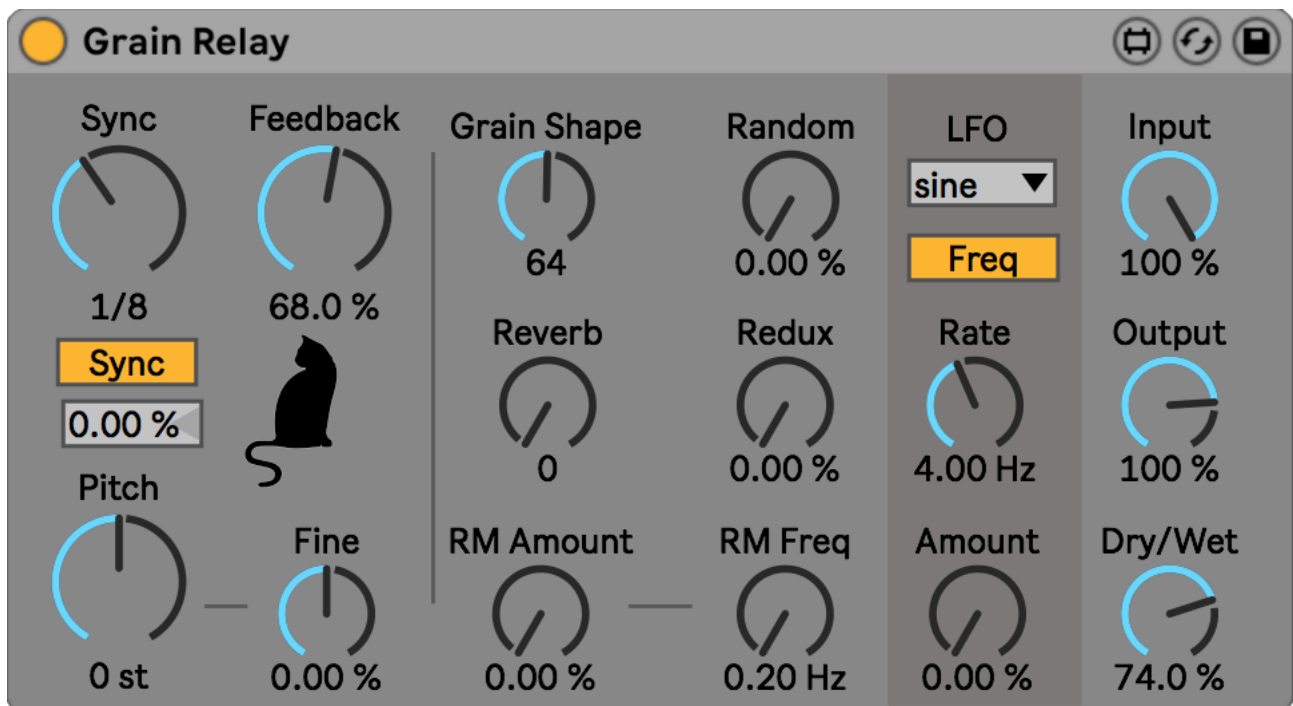 Grain Relay
Sync
1/8
Sync
0.00 %
Pitch
0 st
Feedback
68.0 %
Fine
0.00 %
Grain Shape
64
Random
0.00 %
Reverb
0
Redux
0.00 %
RM Amount
0.00 %
RM Freq
0.20 Hz
LFO
sine
Freq
Rate
4.00 Hz
Amount
0.00 %
Input
100 %
Output
100 %
Dry/Wet
74.0 %